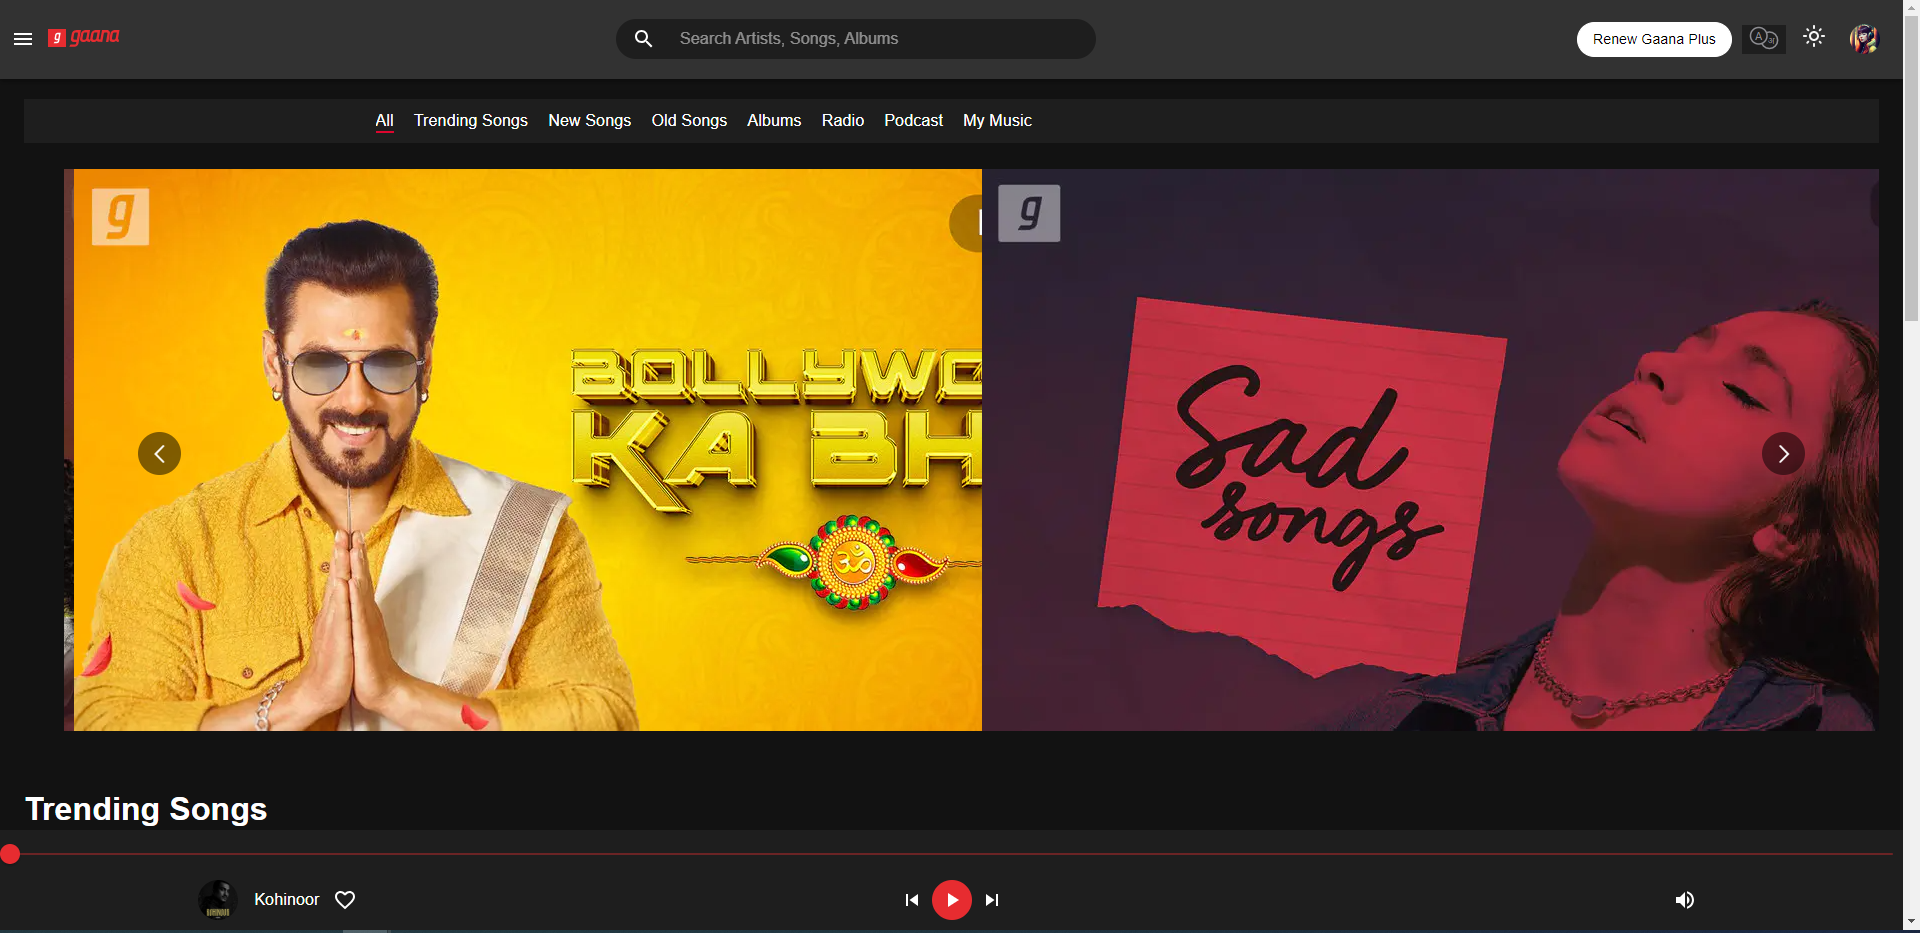 g gaana
Search Artists, Songs, Albums
Renew Gaana Plus
All
Trending Songs
New Songs
Old Songs
Albums
Radio
Podcast
My Music
g
BOLLYWO
KA BH
ॐ
g
Sad
songs
Trending Songs
Kohinoor